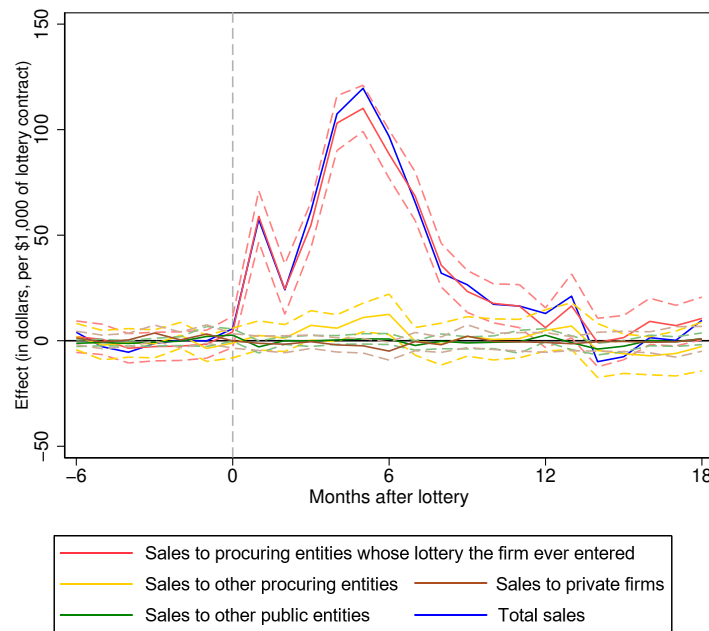 150
100
50
0
−50
Effect (in dollars, per $1,000 of lottery contract)
−6 0 6 12 18
Months after lottery
Sales to procuring entities whose lottery the firm ever entered
Sales to other procuring entities Sales to private firms
Sales to other public entities Total sales